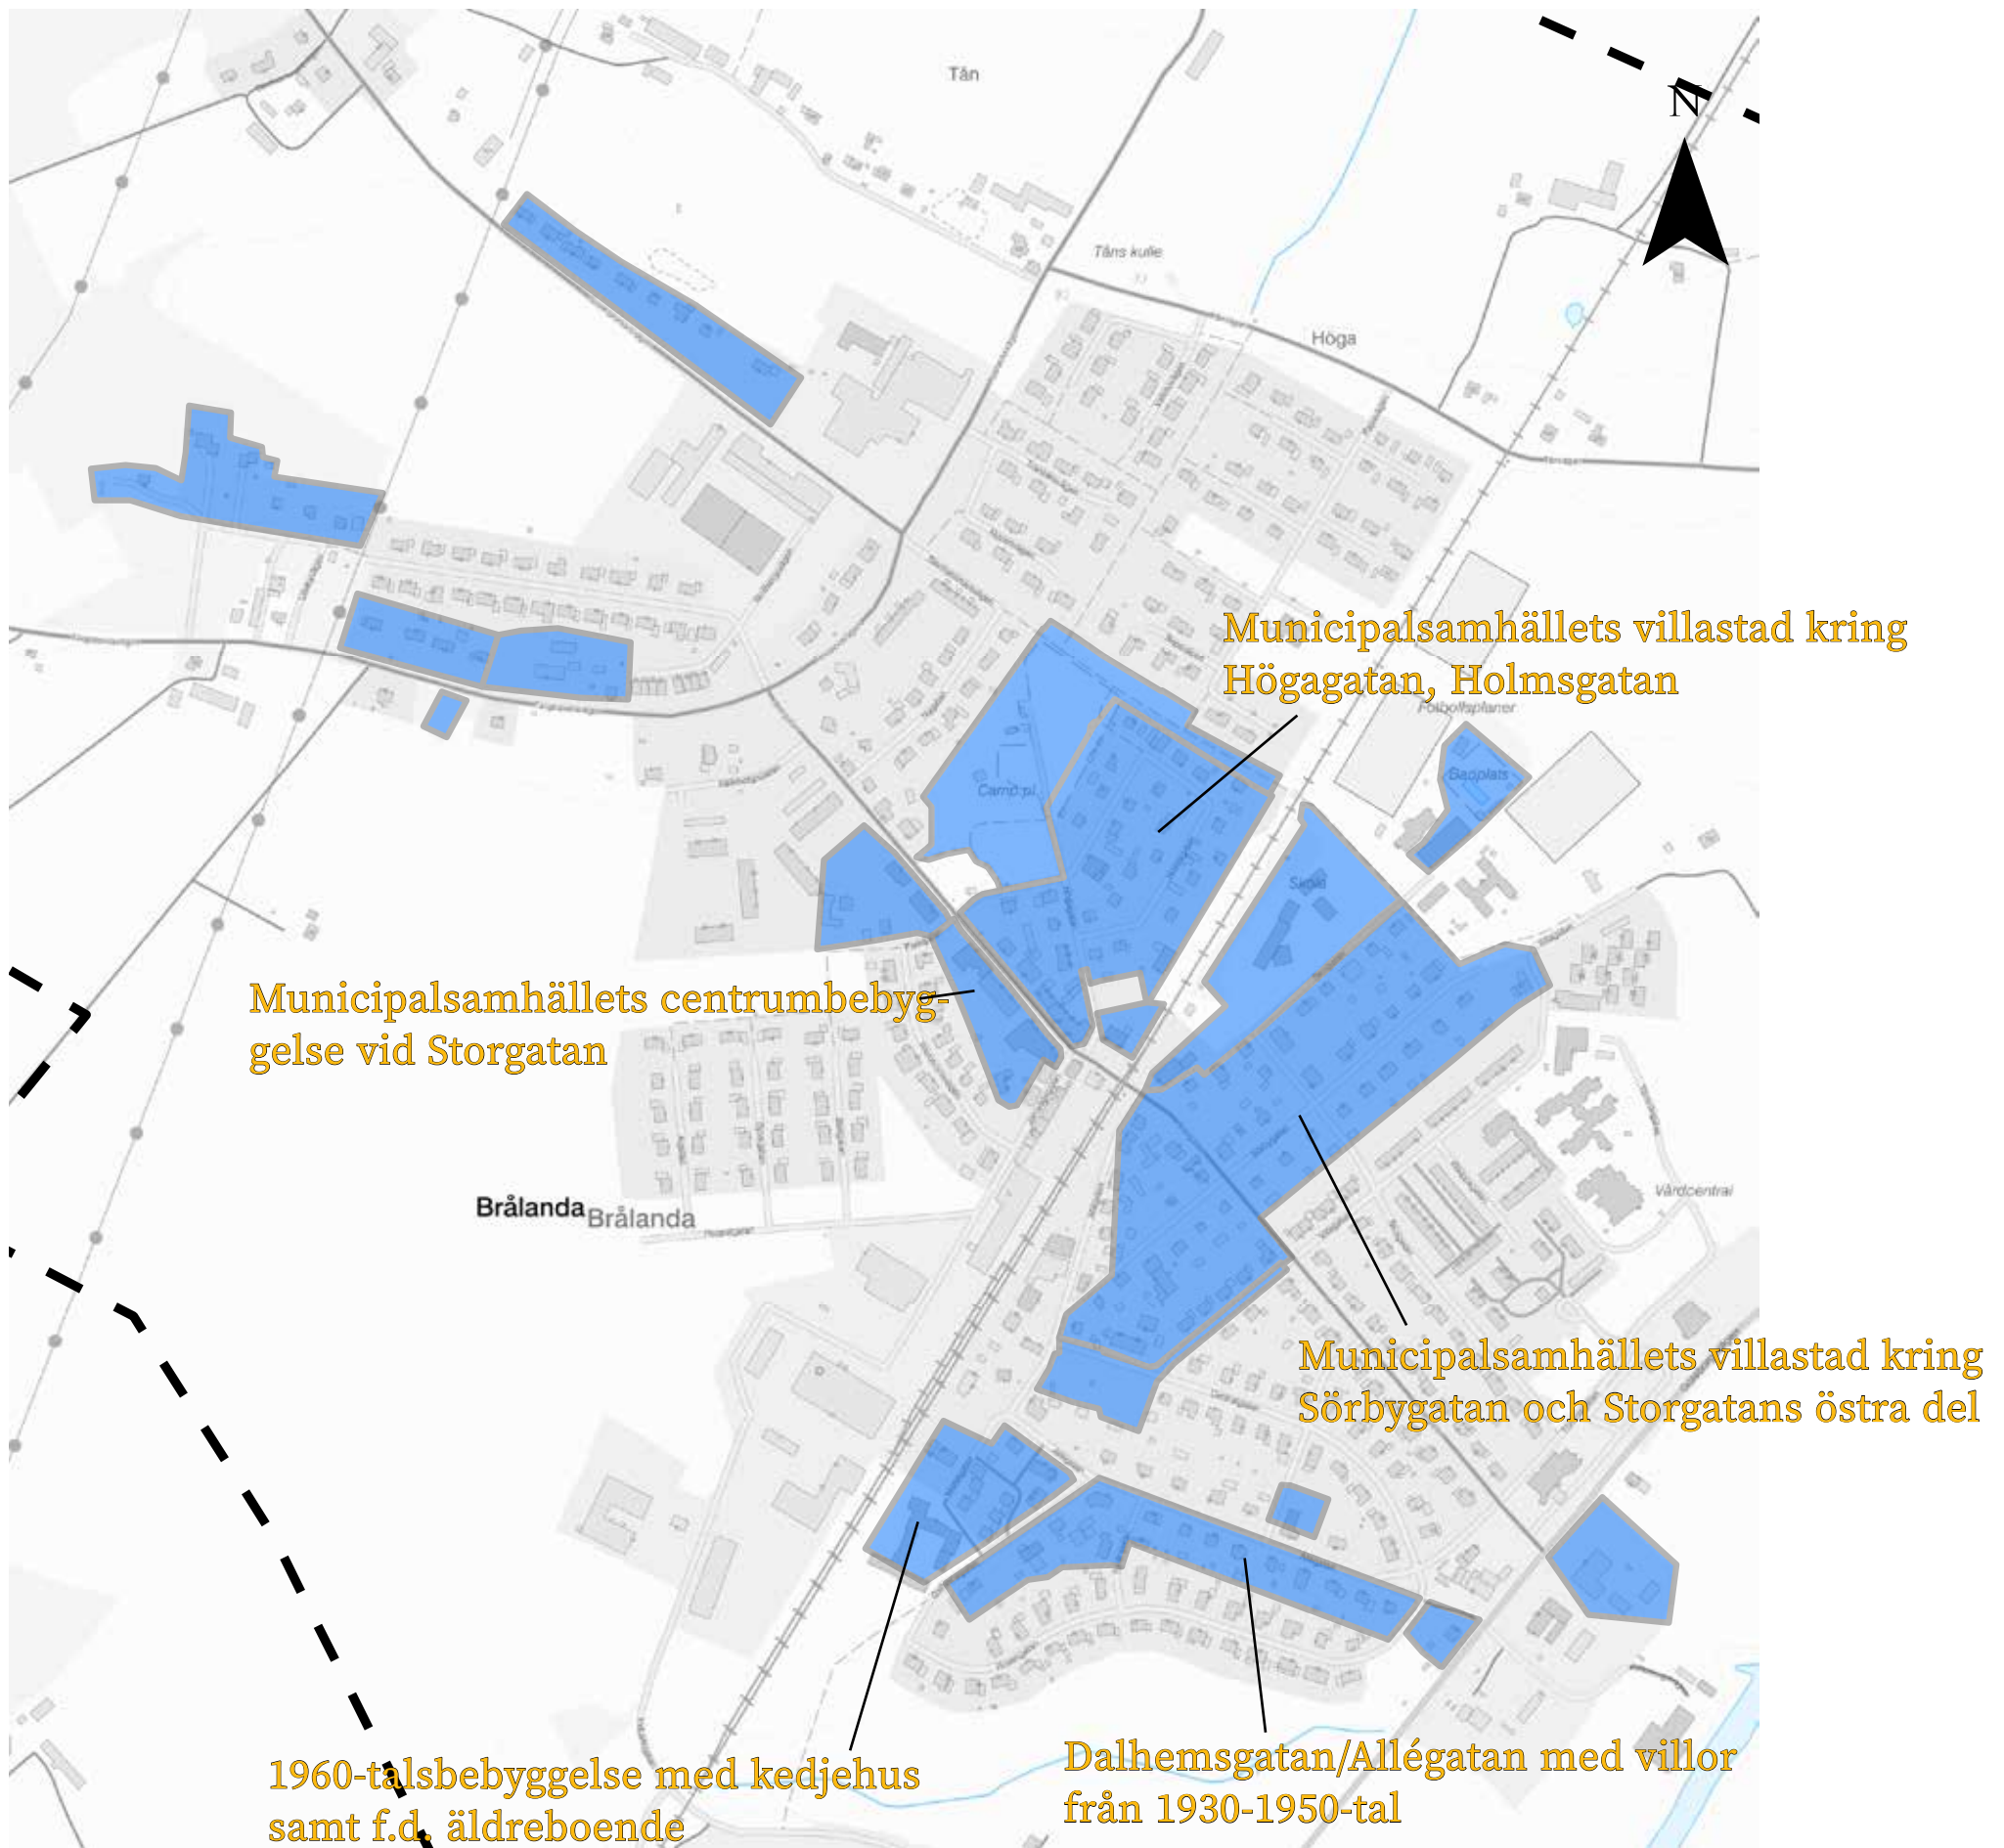 Tån
N
Tåns kulle
Höga
Municipalsamhällets villastad kring
Högagatan, Holmsgatan
Fotbollsplaner
Badplats
Camp.pl.
Skola
Municipalsamhällets centrumbebyg-
gelse vid Storgatan
Brålanda
Brålanda
Vårdcentral
Municipalsamhällets villastad kring
Sörbygatan och Storgatans östra del
Dalhemsgatan/Allégatan med villor
från 1930-1950-tal
1960-talsbebyggelse med kedjehus
samt f.d. äldreboende